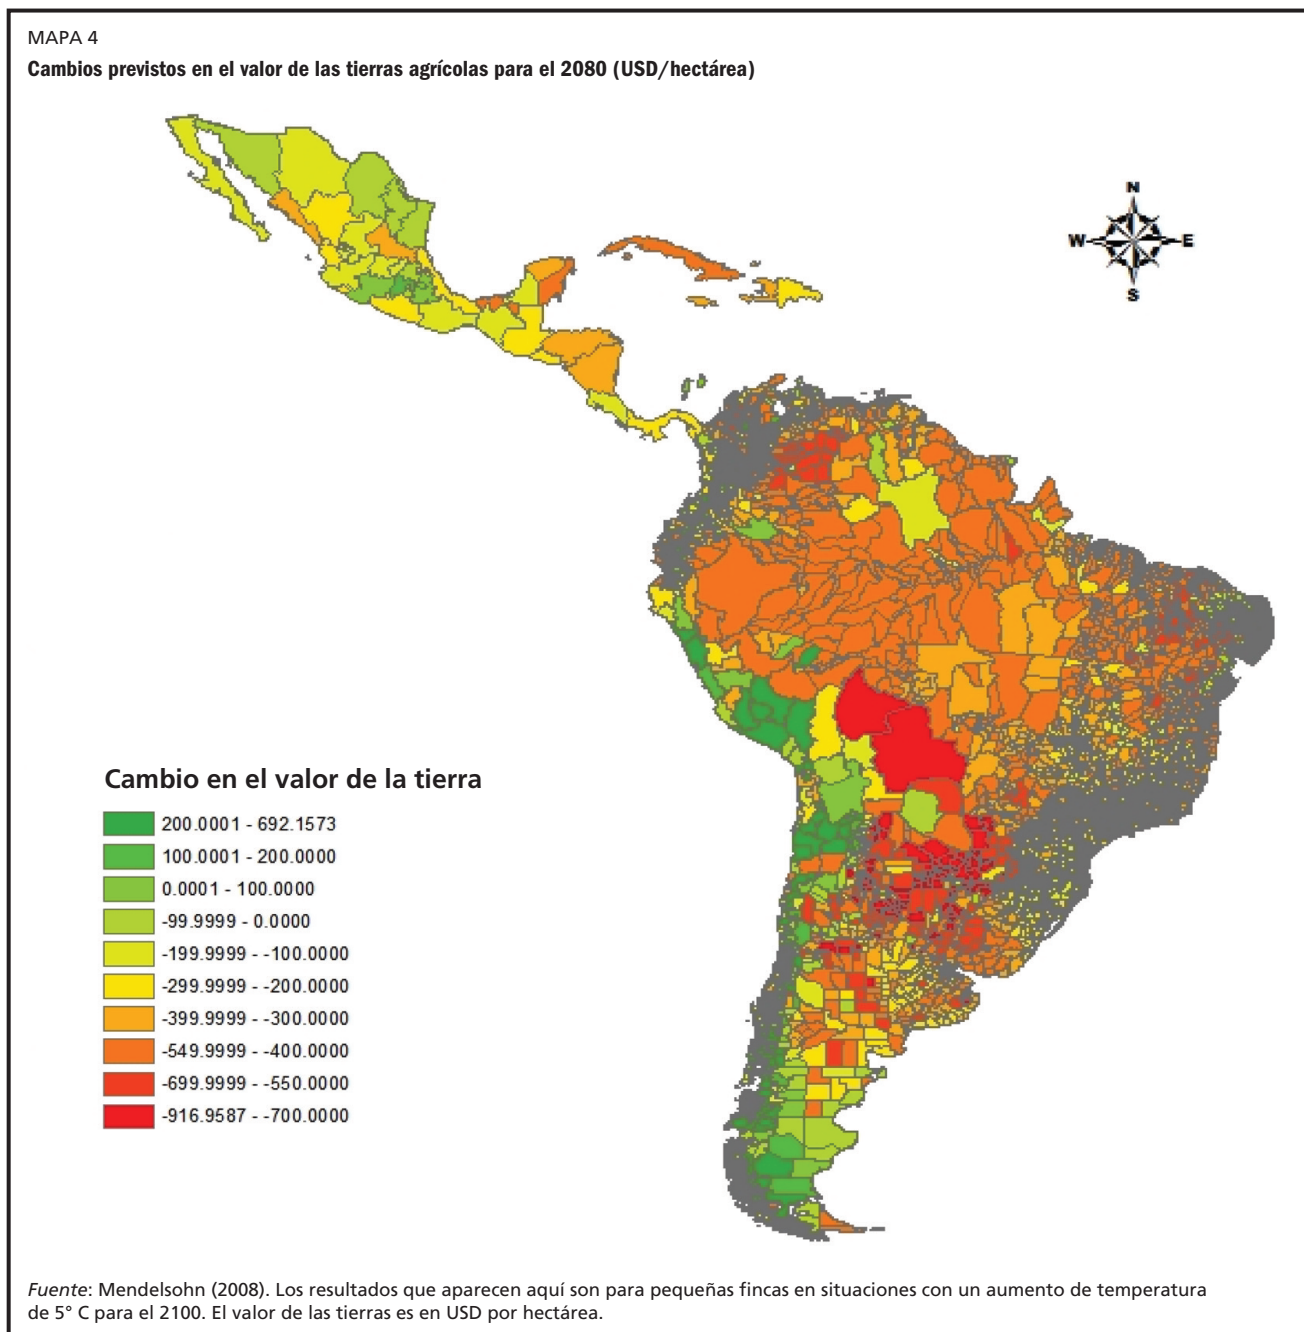 MAPA 4
Cambios previstos en el valor de las tierras agrícolas para el 2080 (USD/hectárea)
N
W E
S
Cambio en el valor de la tierra
200.0001 - 692.1573
100.0001 - 200.0000
0.0001 - 100.0000
-99.9999 - 0.0000
-199.9999 - -100.0000
-299.9999 - -200.0000
-399.9999 - -300.0000
-549.9999 - -400.0000
-699.9999 - -550.0000
-916.9587 - -700.0000
Fuente: Mendelsohn (2008). Los resultados que aparecen aquí son para pequeñas fincas en situaciones con un aumento de temperatura
de 5° C para el 2100. El valor de las tierras es en USD por hectárea.